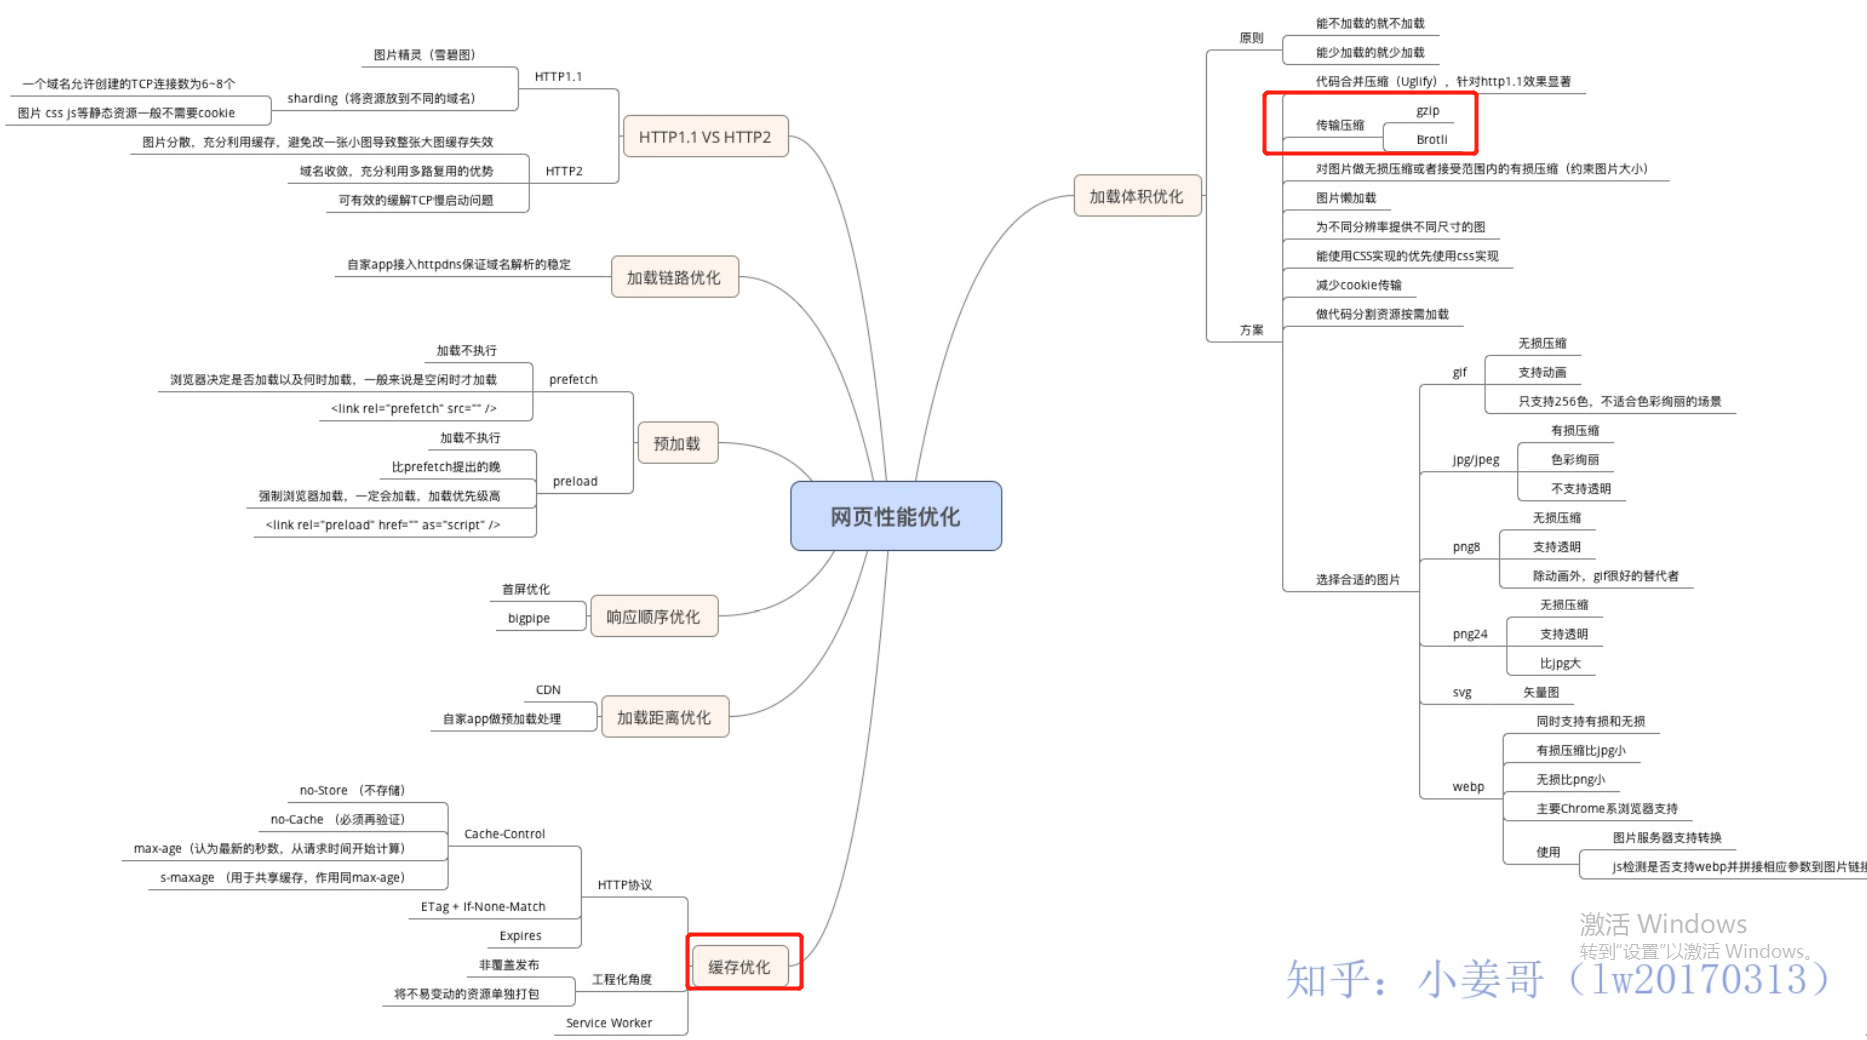 网页性能优化
HTTP1.1 VS HTTP2
HTTP1.1
图片精灵（雪碧图）
sharding（将资源放到不同的域名）
一个域名允许创建的TCP连接数为6~8个
图片 css js等静态资源一般不需要cookie
HTTP2
图片分散，充分利用缓存，避免改一张小图导致整张大图缓存失效
域名收敛，充分利用多路复用的优势
可有效的缓解TCP慢启动问题
加载链路优化
自家app接入httpdns保证域名解析的稳定
预加载
prefetch
加载不执行
浏览器决定是否加载以及何时加载，一般来说是空闲时才加载
<link rel="prefetch" src="" />
preload
加载不执行
比prefetch提出的晚
强制浏览器加载，一定会加载，加载优先级高
<link rel="preload" href="" as="script" />
响应顺序优化
首屏优化
bigpipe
加载距离优化
CDN
自家app做预加载处理
缓存优化
HTTP协议
Cache-Control
no-Store （不存储）
no-Cache （必须再验证）
max-age（认为最新的秒数，从请求时间开始计算）
s-maxage （用于共享缓存，作用同max-age）
ETag + If-None-Match
Expires
工程化角度
非覆盖发布
将不易变动的资源单独打包
Service Worker
加载体积优化
原则
能不加载的就不加载
能少加载的就少加载
方案
代码合并压缩（Uglify），针对http1.1效果显著
传输压缩
gzip
Brotli
对图片做无损压缩或者接受范围内的有损压缩（约束图片大小）
图片懒加载
为不同分辨率提供不同尺寸的图
能使用CSS实现的优先使用css实现
减少cookie传输
做代码分割资源按需加载
选择合适的图片
gif
无损压缩
支持动画
只支持256色，不适合色彩绚丽的场景
jpg/jpeg
有损压缩
色彩绚丽
不支持透明
png8
无损压缩
支持透明
除动画外，gif很好的替代者
png24
无损压缩
支持透明
比jpg大
svg
矢量图
webp
同时支持有损和无损
有损压缩比jpg小
无损比png小
主要Chrome系浏览器支持
使用
图片服务器支持转换
js检测是否支持webp并拼接相应参数到图片链接
激活 Windows
转到“设置”以激活 Windows。
知乎：小姜哥（lw20170313）